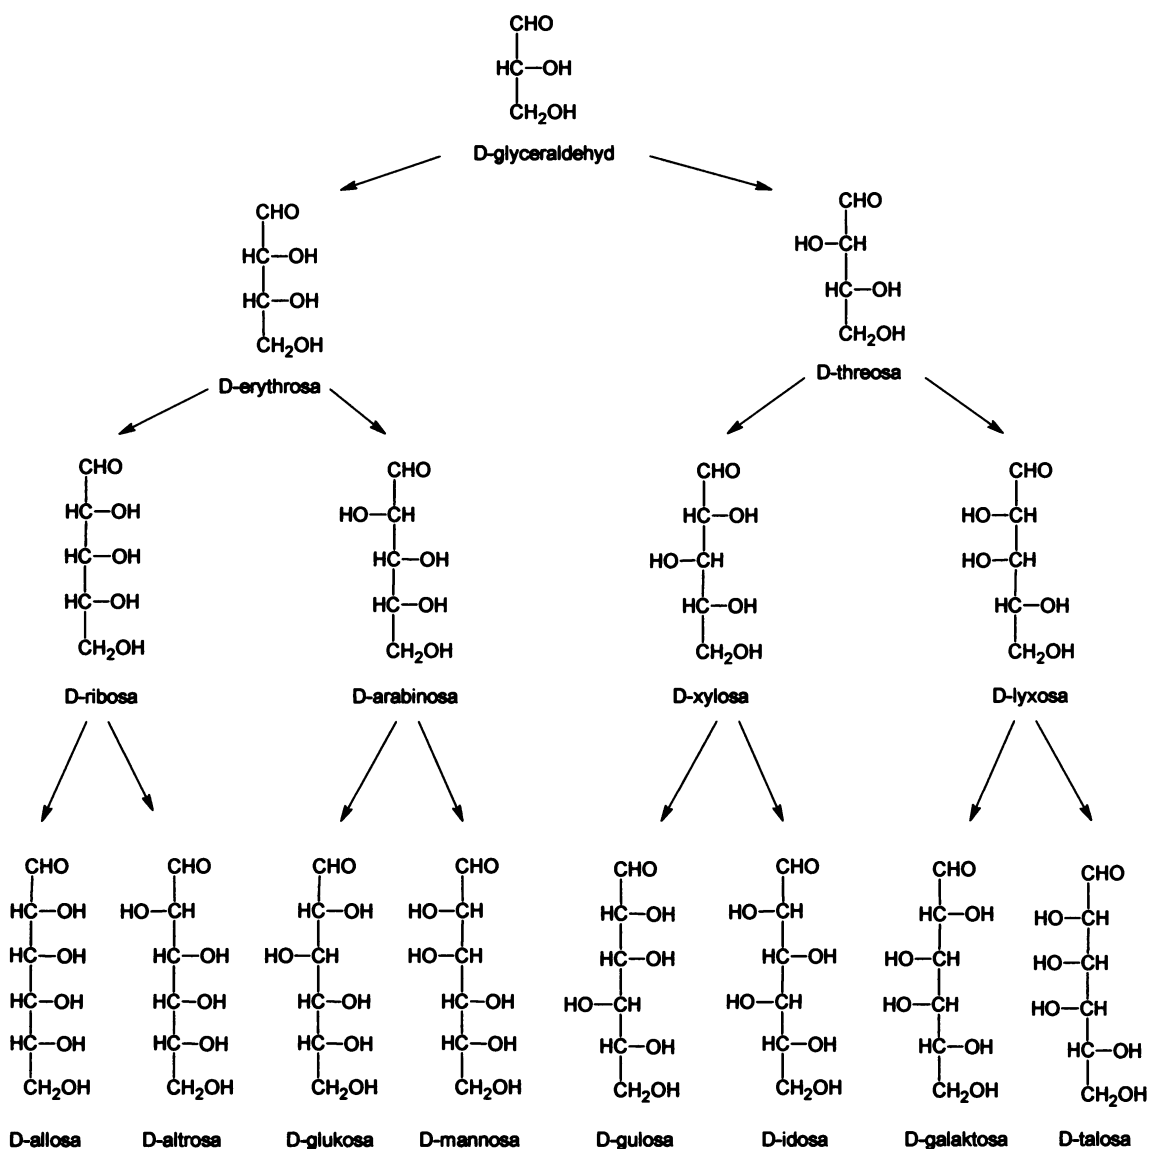 CHO
HC—OH
CH2OH
D-glyceraldehyd
CHO
HC—OH
HC—OH
CH2OH
D-erythrosa
CHO
HO—CH
HC—OH
CH2OH
D-threosa
CHO
HC—OH
HC—OH
HC—OH
CH2OH
D-ribosa
CHO
HO—CH
HC—OH
HC—OH
CH2OH
D-arabinosa
CHO
HC—OH
HO—CH
HC—OH
CH2OH
D-xylosa
CHO
HO—CH
HO—CH
HC—OH
CH2OH
D-lyxosa
CHO
HC—OH
HC—OH
HC—OH
HC—OH
CH2OH
D-allosa
CHO
HO—CH
HC—OH
HC—OH
HC—OH
CH2OH
D-altrosa
CHO
HC—OH
HO—CH
HC—OH
HC—OH
CH2OH
D-glukosa
CHO
HO—CH
HO—CH
HC—OH
HC—OH
CH2OH
D-mannosa
CHO
HC—OH
HC—OH
HO—CH
HC—OH
CH2OH
D-gulosa
CHO
HO—CH
HC—OH
HO—CH
HC—OH
CH2OH
D-idosa
CHO
HC—OH
HO—CH
HO—CH
HC—OH
CH2OH
D-galaktosa
CHO
HO—CH
HO—CH
HO—CH
HC—OH
CH2OH
D-talosa